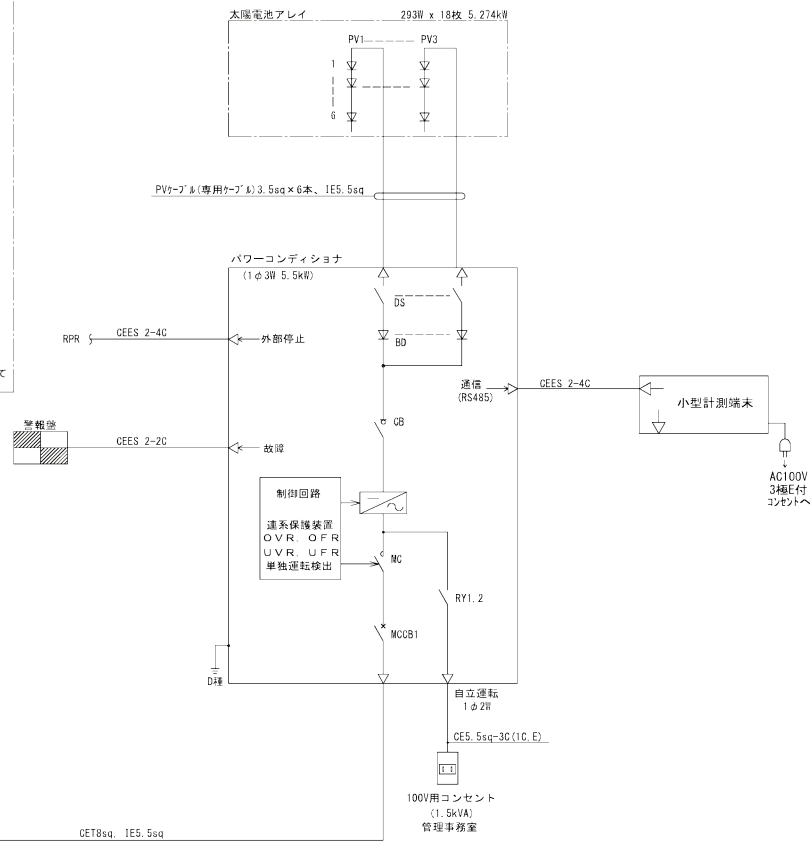 太陽電池アレイ 293W x 18枚 5.274kW
PV1 PV3
1
6
PVケーブル(専用ケーブル)3.5sq×6本、IE5.5sq
パワーコンディショナ
(1φ3W 5.5kW)
DS
RPR CEES 2-4C 外部停止
BD
て
通信 CEES 2-4C
(RS485)
小型計測端末
警報盤
CEES 2-2C 故障
CB
AC100V
3極E付
コンセントへ
制御回路
連系保護装置
OVR. OFR
UVR. UFR
単独運転検出
MC
RY1.2
MCCB1
D種
自立運転
1φ2W
CE5.5sq-3C(1C.E)
100V用コンセント
(1.5kVA)
管理事務室
CET8sq. IE5.5sq